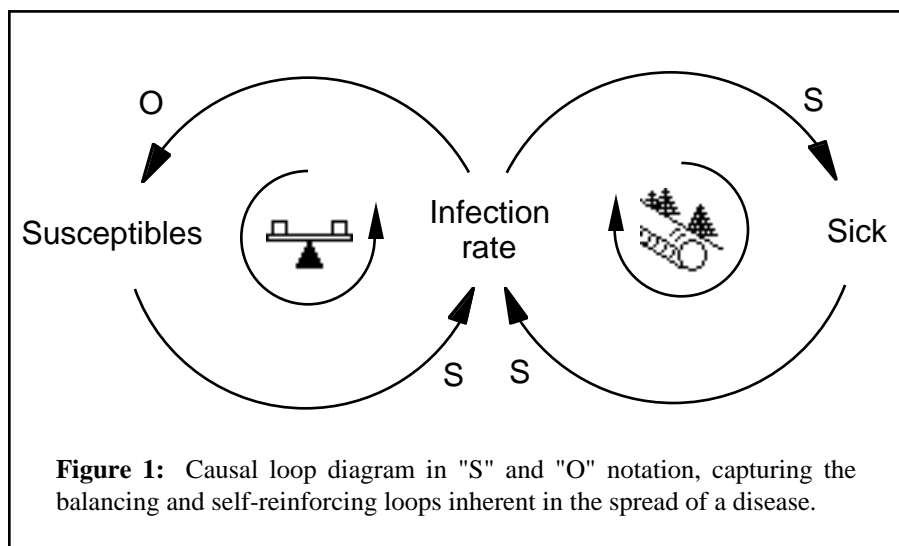 O
S
Susceptibles
Infection
rate
Sick
S
S
Figure 1: Causal loop diagram in "S" and "O" notation, capturing the
balancing and self-reinforcing loops inherent in the spread of a disease.